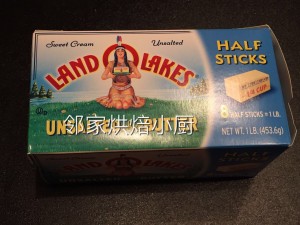 Sweet Cream
Unsalted
LAND O LAKES®
HALF
STICKS
1/4 CUP
邻家烘焙小厨
8 HALF STICKS = 1 LB.
NET WT. 1 LB (453.6g)